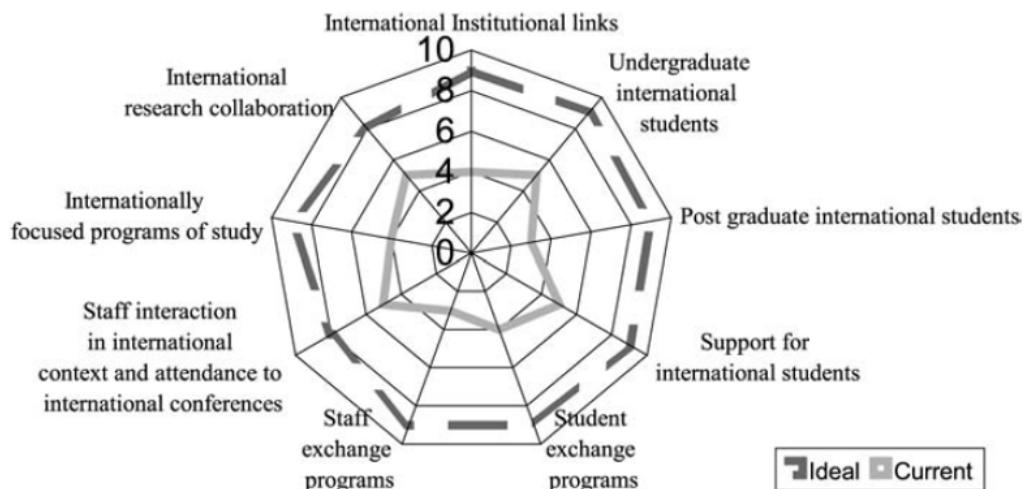 International Institutional links
Undergraduate
international
students
Post graduate international students
Support for
international students
Student
exchange
programs
Staff
exchange
programs
Staff interaction
in international
context and attendance to
international conferences
Internationally
focused programs of study
International
research collaboration
10
8
6
4
2
0
Ideal Current